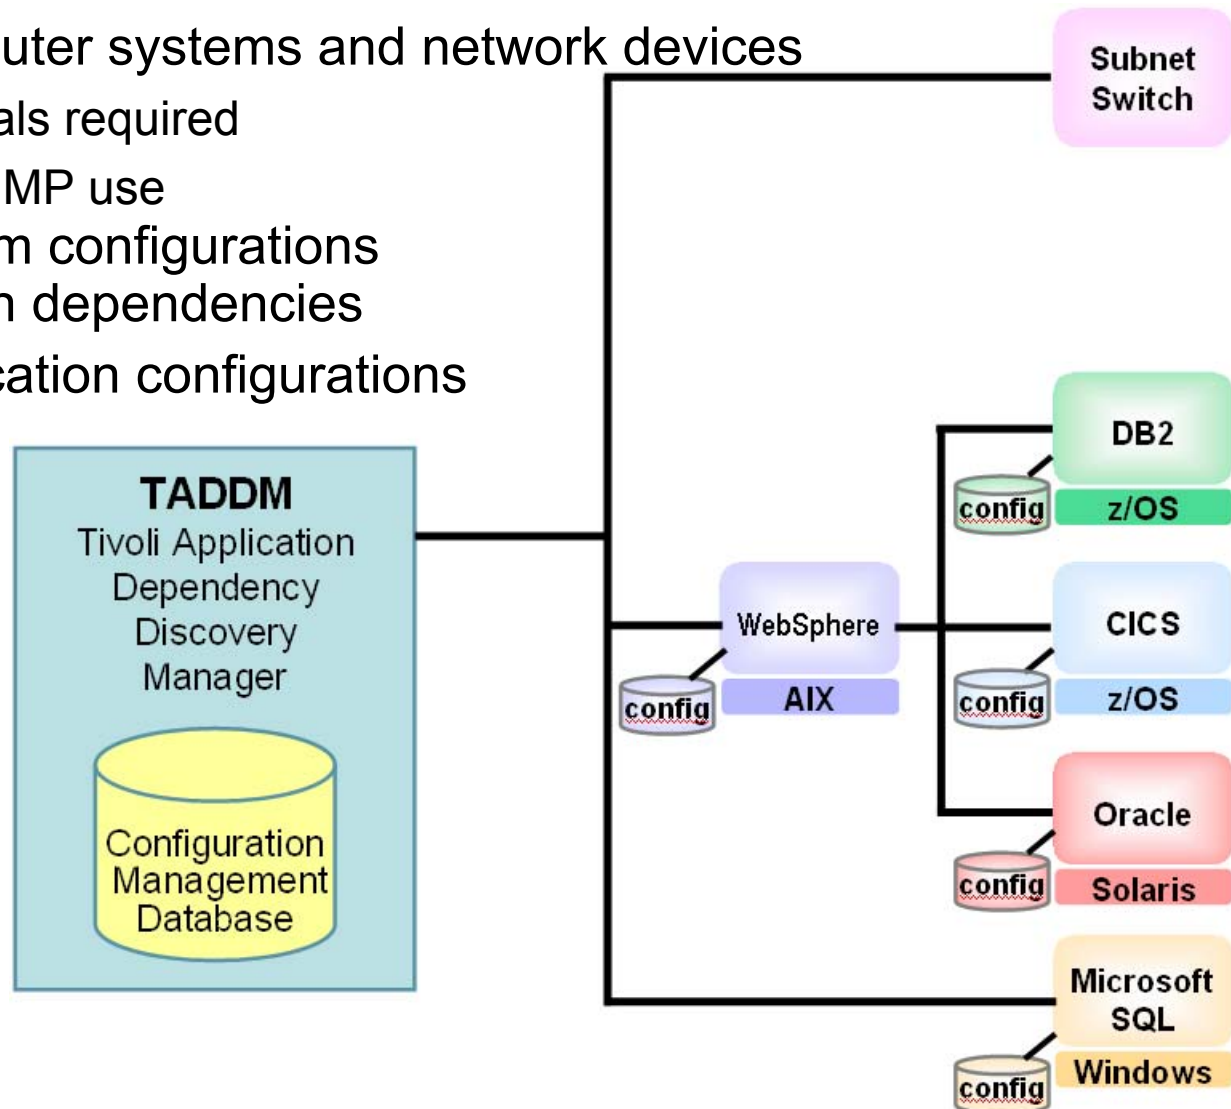 uter systems and network devices
als required
MP use
m configurations
n dependencies
cation configurations
TADDM
Tivoli Application
Dependency
Discovery
Manager
Configuration
Management
Database
Subnet
Switch
DB2
config
z/OS
WebSphere
config
AIX
CICS
config
z/OS
Oracle
config
Solaris
Microsoft
SQL
config
Windows